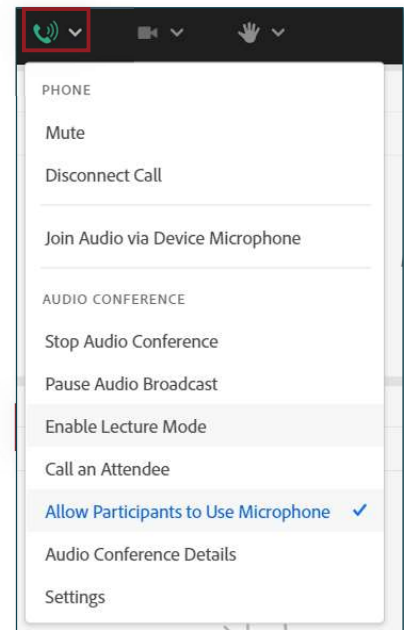 PHONE
Mute
Disconnect Call
Join Audio via Device Microphone
AUDIO CONFERENCE
Stop Audio Conference
Pause Audio Broadcast
Enable Lecture Mode
Call an Attendee
Allow Participants to Use Microphone
Audio Conference Details
Settings